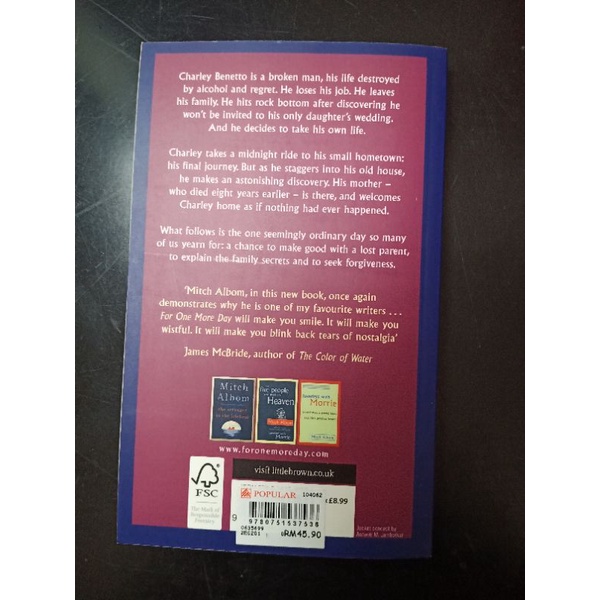 Charley Benetto is a broken man, his life destroyed
by alcohol and regret. He loses his job. He leaves
his family. He hits rock bottom after discovering he
won't be invited to his only daughter's wedding.
And he decides to take his own life.
Charley takes a midnight ride to his small hometown:
his final journey. But as he staggers into his old house,
he makes an astonishing discovery. His mother –
who died eight years earlier – is there, and welcomes
Charley home as if nothing had ever happened.
What follows is the one seemingly ordinary day so many
of us yearn for: a chance to make good with a lost parent,
to explain the family secrets and to seek forgiveness.
'Mitch Albom, in this new book, once again
demonstrates why he is one of my favourite writers . . .
For One More Day will make you smile. It will make you
wistful. It will make you blink back tears of nostalgia'
James McBride, author of The Color of Water
Mitch
Albom
five people
Heaven
Morrie
www.foronemoreday.com
visit littlebrown.co.uk
FSC
The Mark of
Responsible
Forestry
POPULAR 104062
£8.99
9
9780751537536
RM45.90